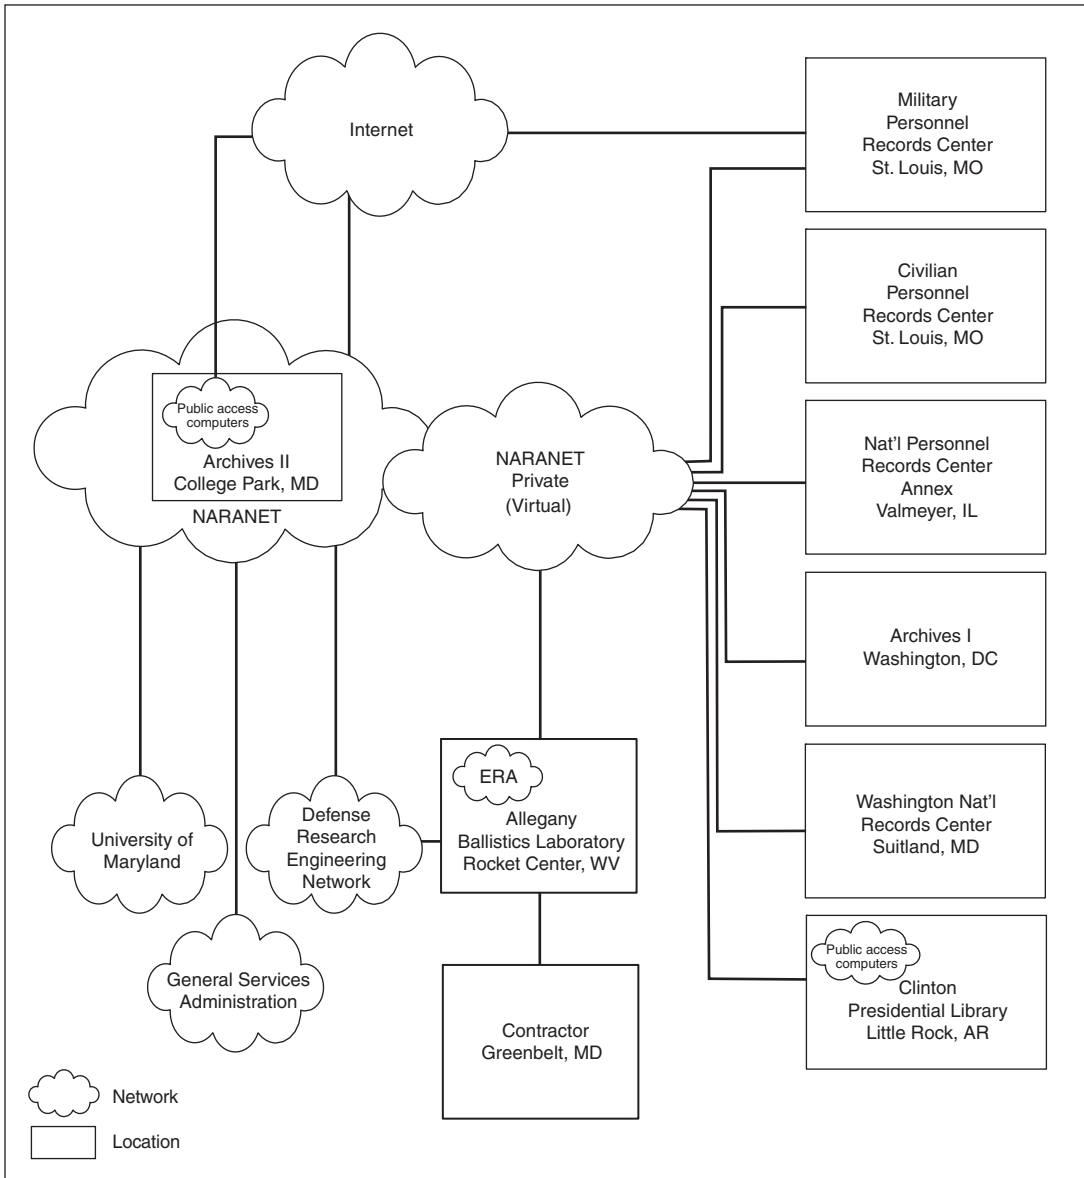 Internet
Military
Personnel
Records Center
St. Louis, MO
Civilian
Personnel
Records Center
St. Louis, MO
Public access
computers
Archives II
College Park, MD
NARANET
NARANET
Private
(Virtual)
Nat'l Personnel
Records Center
Annex
Valmeyer, IL
Archives I
Washington, DC
ERA
Allegany
Ballistics Laboratory
Rocket Center, WV
University of
Maryland
Defense
Research
Engineering
Network
Washington Nat'l
Records Center
Suitland, MD
General Services
Administration
Public access
computers
Clinton
Presidential Library
Little Rock, AR
Contractor
Greenbelt, MD
Network
Location